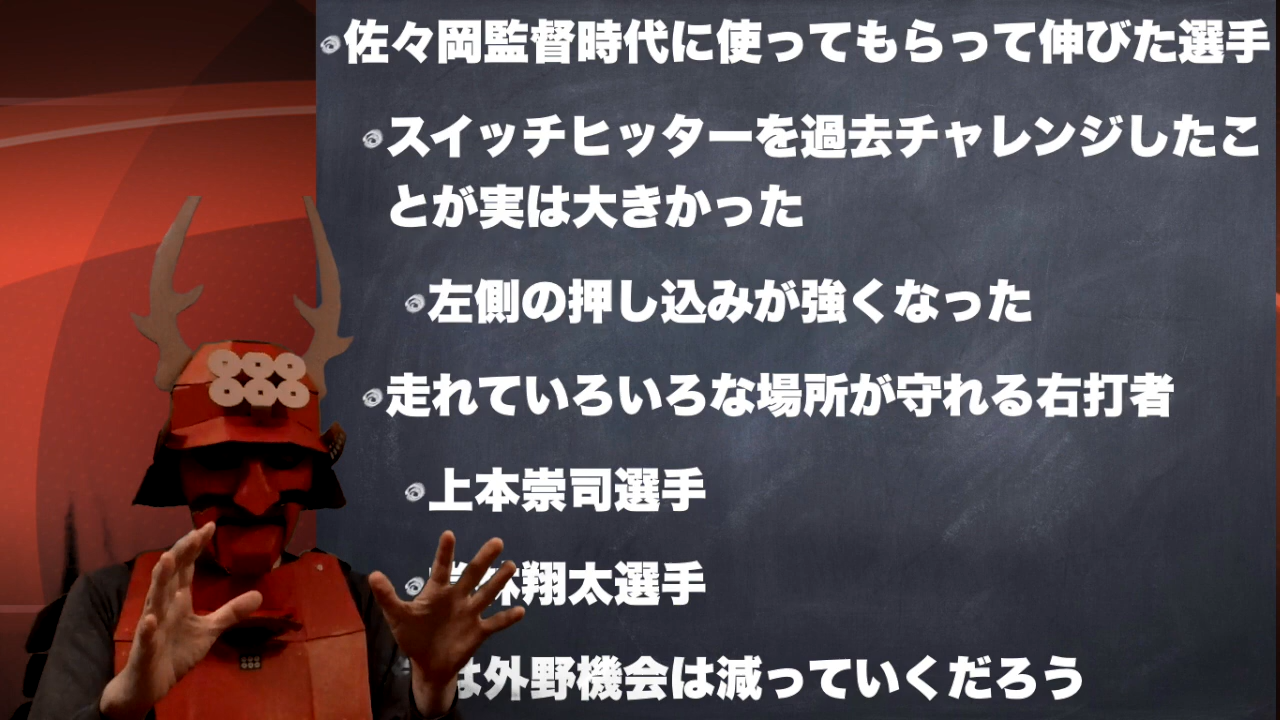 佐々岡監督時代に使ってもらって伸びた選手
スイッチヒッターを過去チャレンジしたこ
とが実は大きかった
左側の押し込みが強くなった
走れていろいろな場所が守れる右打者
上本崇司選手
翔太選手
は外野機会は減っていくだろう